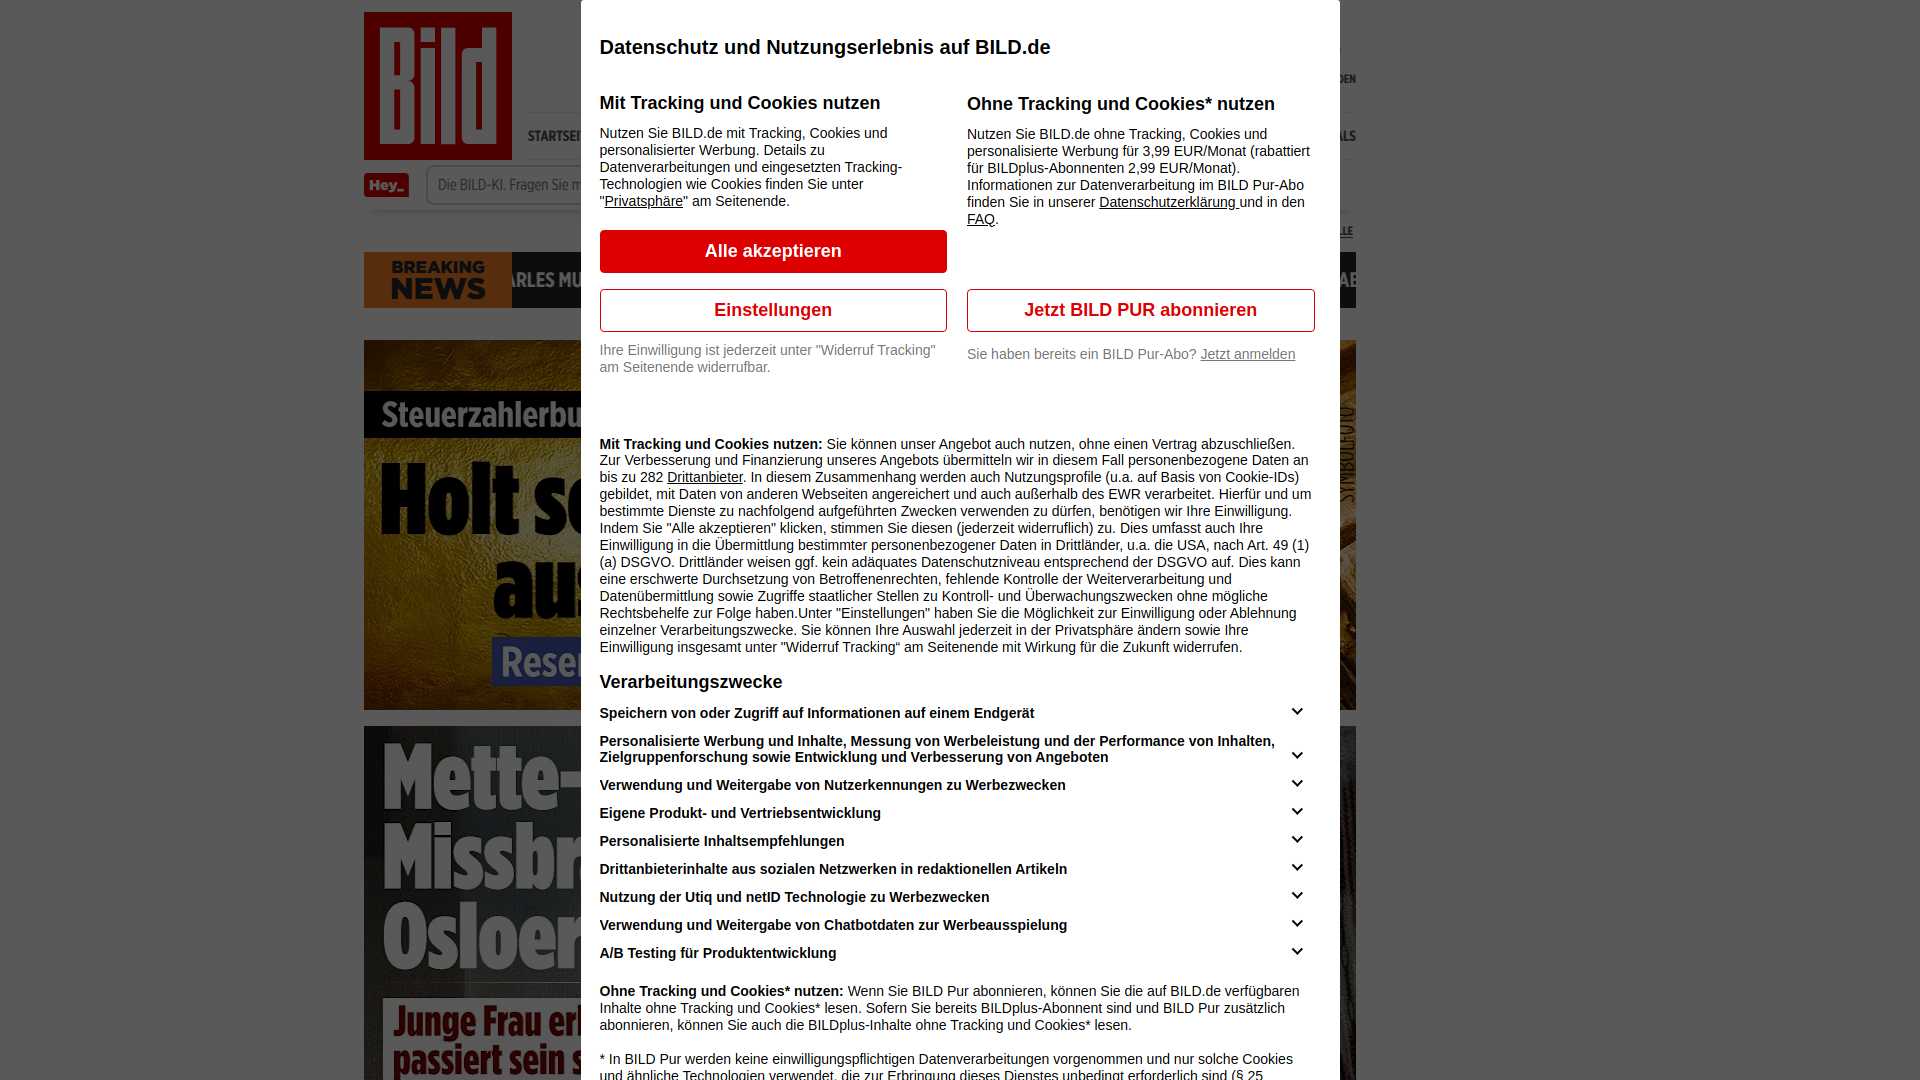 Bild
Datenschutz und Nutzungserlebnis auf BILD.de
DEN
STARTSEI
ALS
Hey_
Die BILD-KI. Fragen Sie m
LLE
BREAKING
NEWS
ARLES MU
Mit Tracking und Cookies nutzen
Nutzen Sie BILD.de mit Tracking, Cookies und
personalisierter Werbung. Details zu
Datenverarbeitungen und eingesetzten Tracking-
Technologien wie Cookies finden Sie unter
"Privatsphäre" am Seitenende.
Alle akzeptieren
Einstellungen
Ihre Einwilligung ist jederzeit unter "Widerruf Tracking"
am Seitenende widerrufbar.
Ohne Tracking und Cookies* nutzen
Nutzen Sie BILD.de ohne Tracking, Cookies und
personalisierte Werbung für 3,99 EUR/Monat (rabattiert
für BILDplus-Abonnenten 2,99 EUR/Monat).
Informationen zur Datenverarbeitung im BILD Pur-Abo
finden Sie in unserer Datenschutzerklärung und in den
FAQ.
Jetzt BILD PUR abonnieren
Sie haben bereits ein BILD Pur-Abo? Jetzt anmelden
Steuerzahlerbu
Holt se
aus
Reser
SYMBOLFOTO
Mit Tracking und Cookies nutzen: Sie können unser Angebot auch nutzen, ohne einen Vertrag abzuschließen.
Zur Verbesserung und Finanzierung unseres Angebots übermitteln wir in diesem Fall personenbezogene Daten an
bis zu 282 Drittanbieter. In diesem Zusammenhang werden auch Nutzungsprofile (u.a. auf Basis von Cookie-IDs)
gebildet, mit Daten von anderen Webseiten angereichert und auch außerhalb des EWR verarbeitet. Hierfür und um
bestimmte Dienste zu nachfolgend aufgeführten Zwecken verwenden zu dürfen, benötigen wir Ihre Einwilligung.
Indem Sie "Alle akzeptieren" klicken, stimmen Sie diesen (jederzeit widerruflich) zu. Dies umfasst auch Ihre
Einwilligung in die Übermittlung bestimmter personenbezogener Daten in Drittländer, u.a. die USA, nach Art. 49 (1)
(a) DSGVO. Drittländer weisen ggf. kein adäquates Datenschutzniveau entsprechend der DSGVO auf. Dies kann
eine erschwerte Durchsetzung von Betroffenenrechten, fehlende Kontrolle der Weiterverarbeitung und
Datenübermittlung sowie Zugriffe staatlicher Stellen zu Kontroll- und Überwachungszwecken ohne mögliche
Rechtsbehelfe zur Folge haben.Unter "Einstellungen" haben Sie die Möglichkeit zur Einwilligung oder Ablehnung
einzelner Verarbeitungszwecke. Sie können Ihre Auswahl jederzeit in der Privatsphäre ändern sowie Ihre
Einwilligung insgesamt unter "Widerruf Tracking“ am Seitenende mit Wirkung für die Zukunft widerrufen.
Verarbeitungszwecke
Speichern von oder Zugriff auf Informationen auf einem Endgerät
Personalisierte Werbung und Inhalte, Messung von Werbeleistung und der Performance von Inhalten,
Zielgruppenforschung sowie Entwicklung und Verbesserung von Angeboten
Verwendung und Weitergabe von Nutzerkennungen zu Werbezwecken
Eigene Produkt- und Vertriebsentwicklung
Personalisierte Inhaltsempfehlungen
Drittanbieterinhalte aus sozialen Netzwerken in redaktionellen Artikeln
Nutzung der Utiq und netID Technologie zu Werbezwecken
Verwendung und Weitergabe von Chatbotdaten zur Werbeausspielung
A/B Testing für Produktentwicklung
Mette-
Missbr
Osloer
Junge Frau erl
passiert sein s
Ohne Tracking und Cookies* nutzen: Wenn Sie BILD Pur abonnieren, können Sie die auf BILD.de verfügbaren
Inhalte ohne Tracking und Cookies* lesen. Sofern Sie bereits BILDplus-Abonnent sind und BILD Pur zusätzlich
abonnieren, können Sie auch die BILDplus-Inhalte ohne Tracking und Cookies* lesen.
* In BILD Pur werden keine einwilligungspflichtigen Datenverarbeitungen vorgenommen und nur solche Cookies
und ähnliche Technologien verwendet, die zur Erbringung dieses Dienstes unbedingt erforderlich sind (§ 25